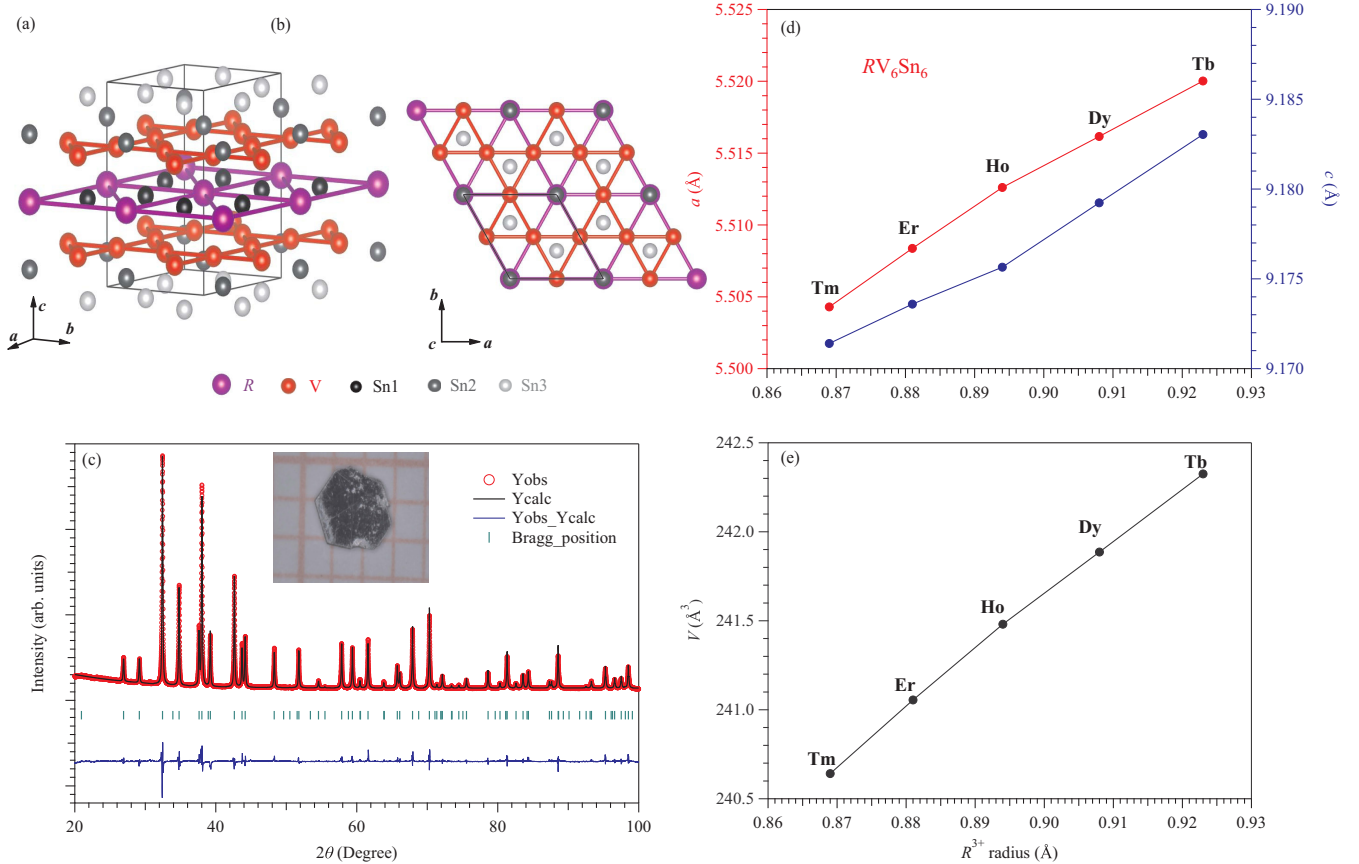 (a)
(b)
c
a
b
b
c
a
R V Sn1 Sn2 Sn3
(c)
Yobs
Ycalc
Yobs_Ycalc
Bragg_position
Intensity (arb. units)
20 40 60 80 100
2θ (Degree)
(d)
RV₆Sn₆
5.525
5.520
5.515
5.510
5.505
5.500
a (Å)
Tm
Er
Ho
Dy
Tb
9.190
9.185
9.180
9.175
9.170
c (Å)
0.86 0.87 0.88 0.89 0.90 0.91 0.92 0.93
(e)
242.5
242.0
241.5
241.0
240.5
V (Å³)
Tm
Er
Ho
Dy
Tb
0.86 0.87 0.88 0.89 0.90 0.91 0.92 0.93
R³⁺ radius (Å)